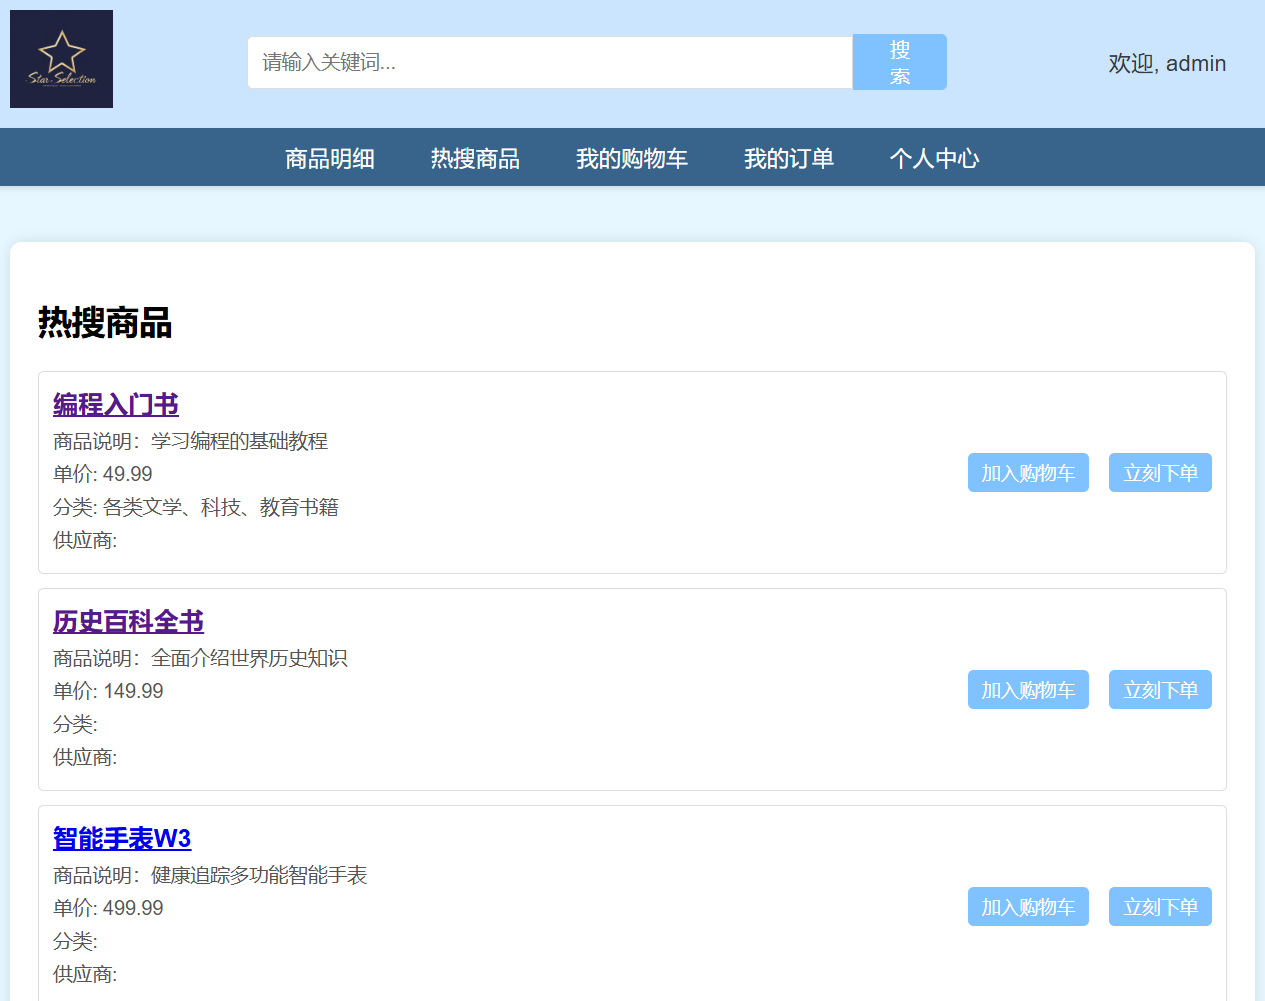 Star·Selection
请输入关键词...
搜
索
欢迎, admin
商品明细 热搜商品 我的购物车 我的订单 个人中心
热搜商品
编程入门书
商品说明：学习编程的基础教程
单价: 49.99
分类: 各类文学、科技、教育书籍
供应商:
加入购物车 立刻下单
历史百科全书
商品说明：全面介绍世界历史知识
单价: 149.99
分类:
供应商:
加入购物车 立刻下单
智能手表W3
商品说明：健康追踪多功能智能手表
单价: 499.99
分类:
供应商:
加入购物车 立刻下单